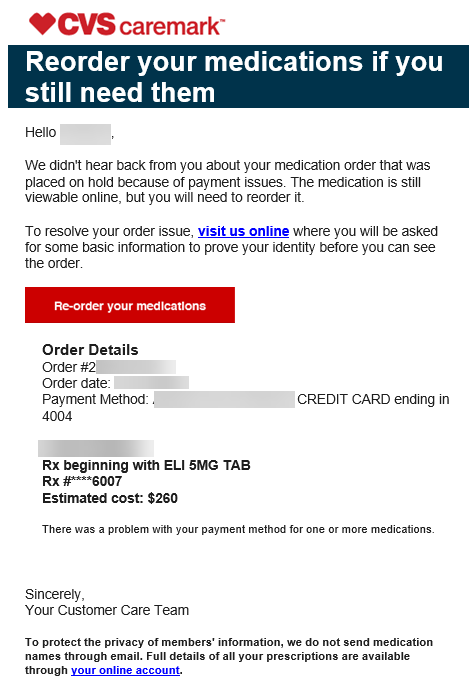 CVS caremark™
Reorder your medications if you
still need them
Hello ,
We didn't hear back from you about your medication order that was
placed on hold because of payment issues. The medication is still
viewable online, but you will need to reorder it.
To resolve your order issue, visit us online where you will be asked
for some basic information to prove your identity before you can see
the order.
Re-order your medications
Order Details
Order #2
Order date:
Payment Method: CREDIT CARD ending in
4004
Rx beginning with ELI 5MG TAB
Rx #****6007
Estimated cost: $260
There was a problem with your payment method for one or more medications.
Sincerely,
Your Customer Care Team
To protect the privacy of members' information, we do not send medication
names through email. Full details of all your prescriptions are available
through your online account.